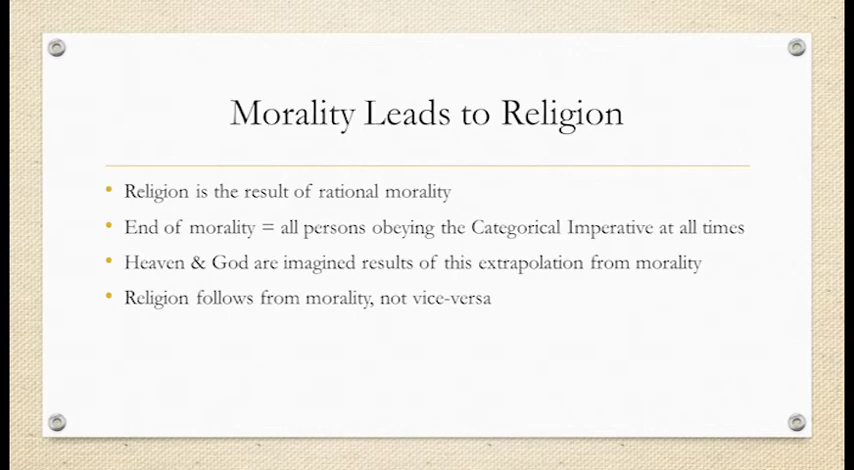 Morality Leads to Religion
• Religion is the result of rational morality
• End of morality = all persons obeying the Categorical Imperative at all times
• Heaven & God are imagined results of this extrapolation from morality
• Religion follows from morality, not vice-versa